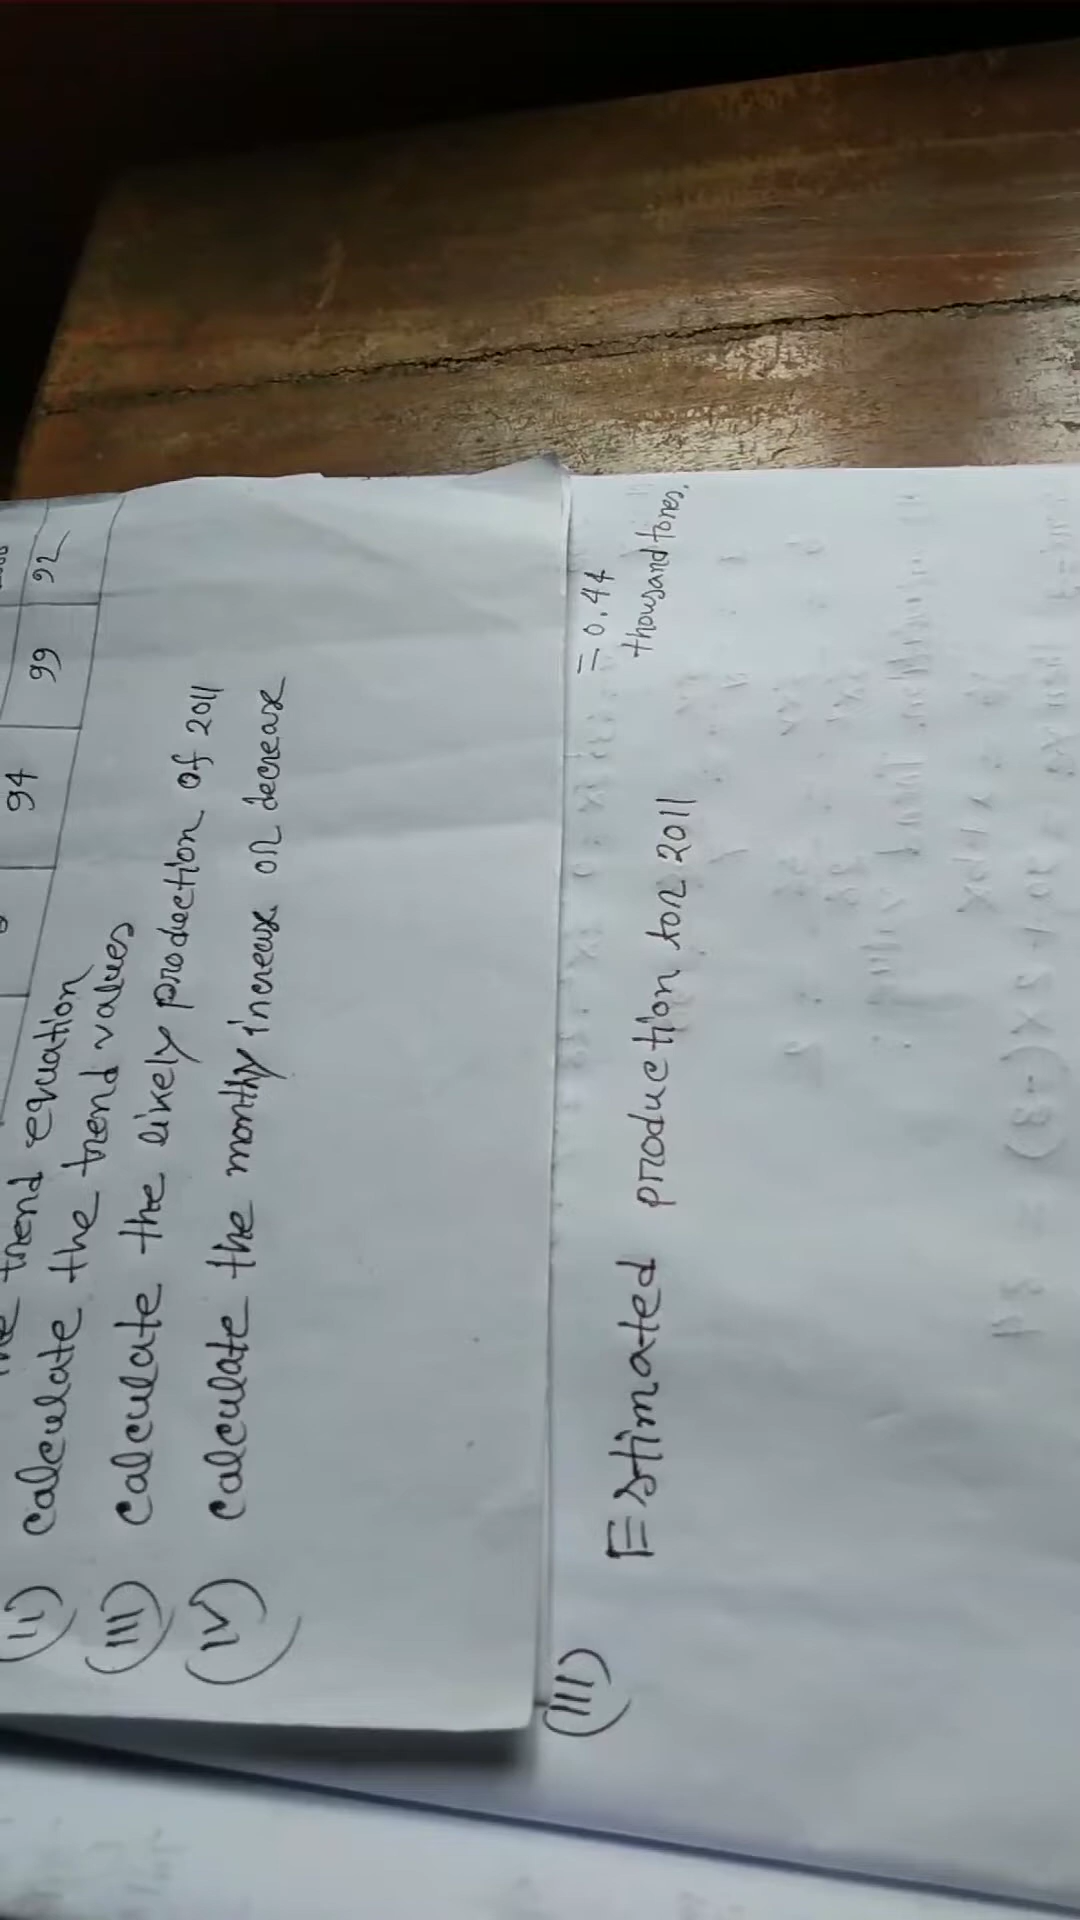 94 99 92
the trend equation
(II) calculate the trend values
(III) calculate the likely production of 2011
(IV) calculate the monthly increase or decrease
= 0.44
thousand tones.
(III) Estimated production for 2011